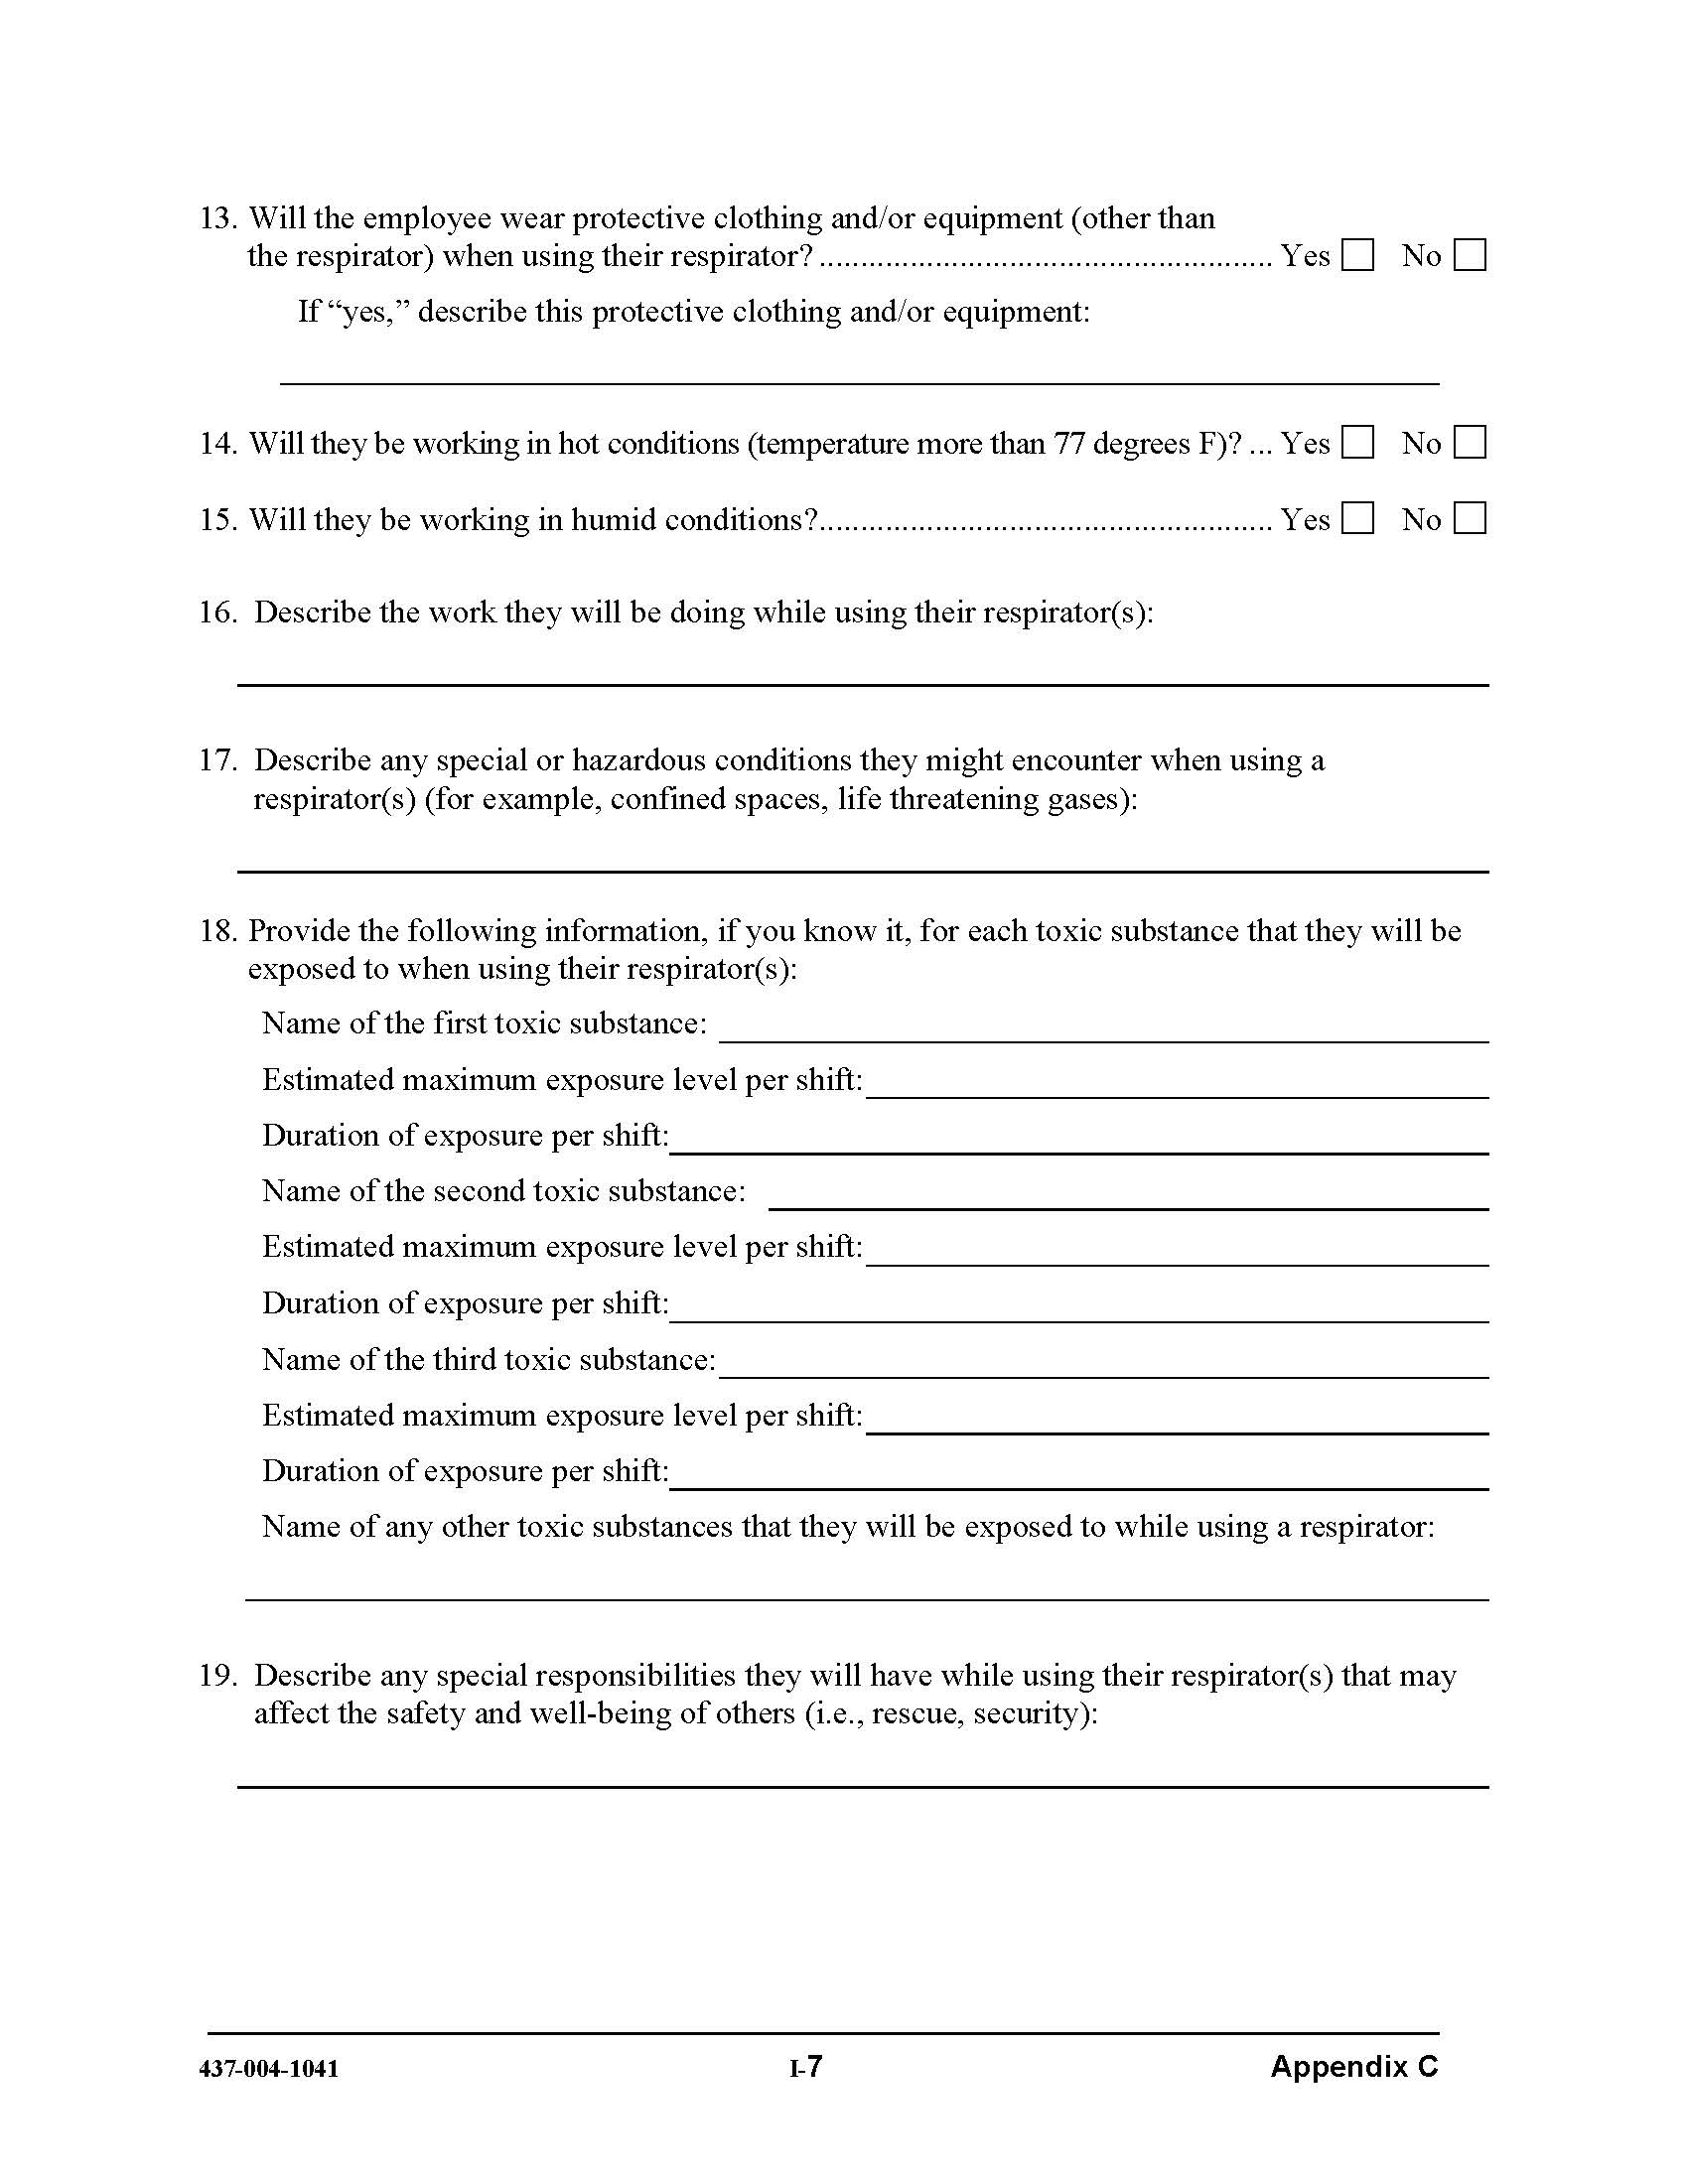 13. Will the employee wear protective clothing and/or equipment (other than
the respirator) when using their respirator?....................................................... Yes □ No □
If “yes,” describe this protective clothing and/or equipment:
14. Will they be working in hot conditions (temperature more than 77 degrees F)? ... Yes □ No □
15. Will they be working in humid conditions?....................................................... Yes □ No □
16. Describe the work they will be doing while using their respirator(s):
17. Describe any special or hazardous conditions they might encounter when using a
respirator(s) (for example, confined spaces, life threatening gases):
18. Provide the following information, if you know it, for each toxic substance that they will be
exposed to when using their respirator(s):
Name of the first toxic substance:
Estimated maximum exposure level per shift:
Duration of exposure per shift:
Name of the second toxic substance:
Estimated maximum exposure level per shift:
Duration of exposure per shift:
Name of the third toxic substance:
Estimated maximum exposure level per shift:
Duration of exposure per shift:
Name of any other toxic substances that they will be exposed to while using a respirator:
19. Describe any special responsibilities they will have while using their respirator(s) that may
affect the safety and well-being of others (i.e., rescue, security):
437-004-1041 I-7 Appendix C